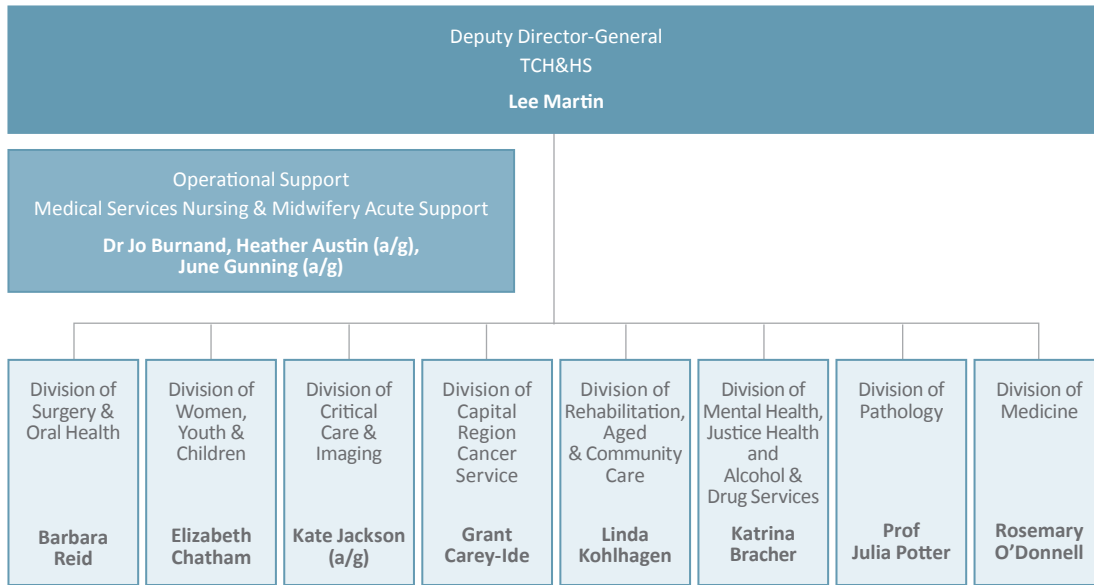 Deputy Director-General
TCH&HS
Lee Martin
Operational Support
Medical Services Nursing & Midwifery Acute Support
Dr Jo Burnand, Heather Austin (a/g),
June Gunning (a/g)
Division of
Surgery &
Oral Health
Barbara
Reid
Division of
Women,
Youth &
Children
Elizabeth
Chatham
Division of
Critical
Care &
Imaging
Kate Jackson
(a/g)
Division of
Capital
Region
Cancer
Service
Grant
Carey-Ide
Division of
Rehabilitation,
Aged
& Community
Care
Linda
Kohlhagen
Division of
Mental Health,
Justice Health
and
Alcohol &
Drug Services
Katrina
Bracher
Division of
Pathology
Prof
Julia Potter
Division of
Medicine
Rosemary
O'Donnell